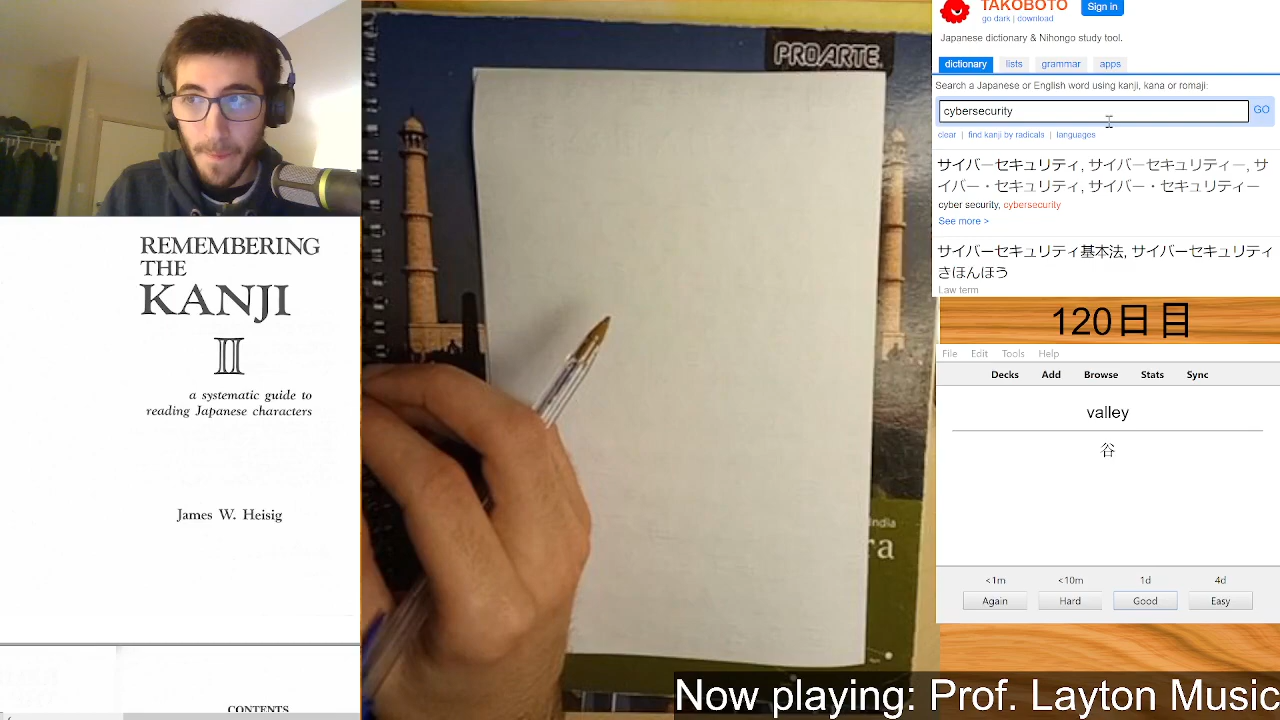 REMEMBERING
THE
KANJI
II
a systematic guide to
reading Japanese characters
James W. Heisig
CONTENTS
PROARTE
India
ra
TAKOBOTO
Sign in
go dark | download
Japanese dictionary & Nihongo study tool.
dictionary lists grammar apps
Search a Japanese or English word using kanji, kana or romaji:
cybersecurity GO
clear | find kanji by radicals | languages
サイバーセキュリティ, サイバーセキュリティー, サ
イバー・セキュリティ, サイバー・セキュリティー
cyber security, cybersecurity
See more >
サイバーセキュリティ基本法, サイバーセキュリティ
きほんほう
Law term
120日目
File Edit Tools Help
Decks Add Browse Stats Sync
valley
谷
<1m <10m 1d 4d
Again Hard Good Easy
Now playing: Prof. Layton Music